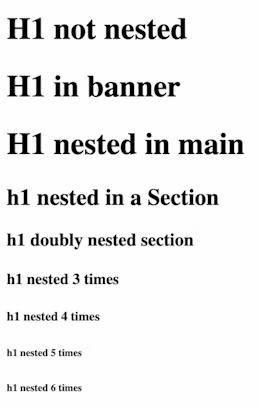 H1 not nested
H1 in banner
H1 nested in main
h1 nested in a Section
h1 doubly nested section
h1 nested 3 times
h1 nested 4 times
h1 nested 5 times
h1 nested 6 times